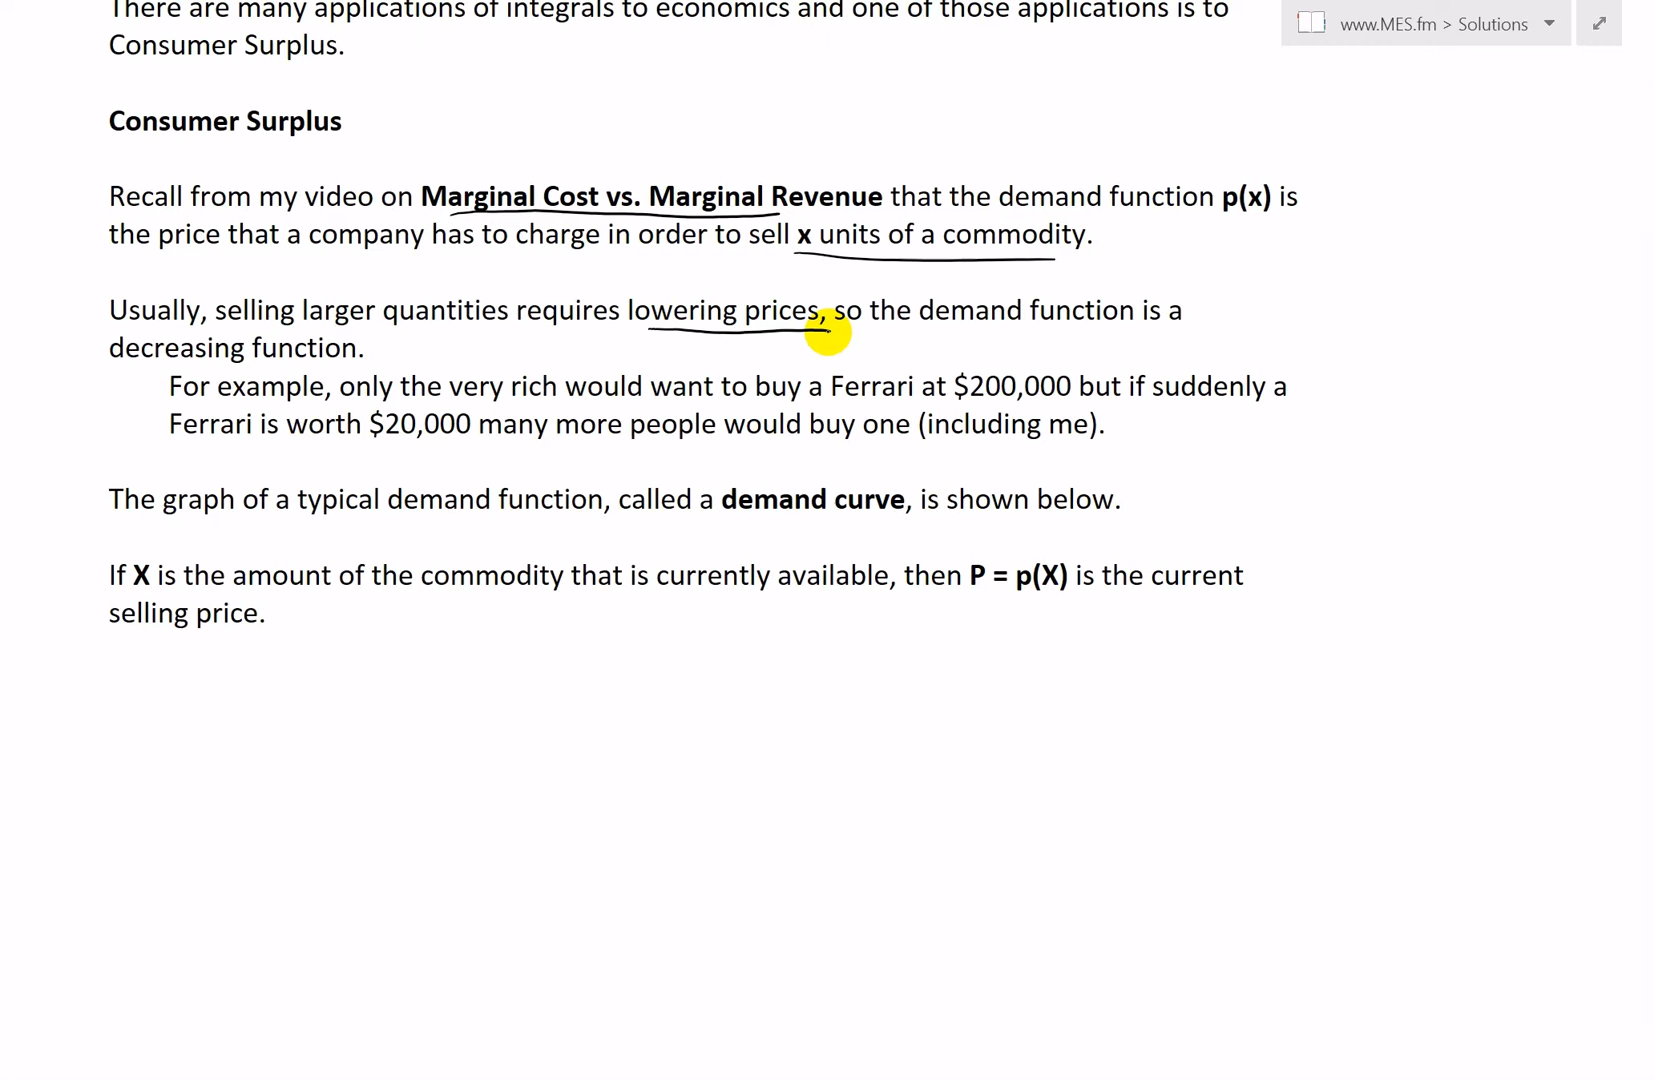 There are many applications of integrals to economics and one of those applications is to
www.MES.fm > Solutions
Consumer Surplus.
Consumer Surplus
Recall from my video on Marginal Cost vs. Marginal Revenue that the demand function p(x) is
the price that a company has to charge in order to sell x units of a commodity.
Usually, selling larger quantities requires lowering prices, so the demand function is a
decreasing function.
For example, only the very rich would want to buy a Ferrari at $200,000 but if suddenly a
Ferrari is worth $20,000 many more people would buy one (including me).
The graph of a typical demand function, called a demand curve, is shown below.
If X is the amount of the commodity that is currently available, then P = p(X) is the current
selling price.